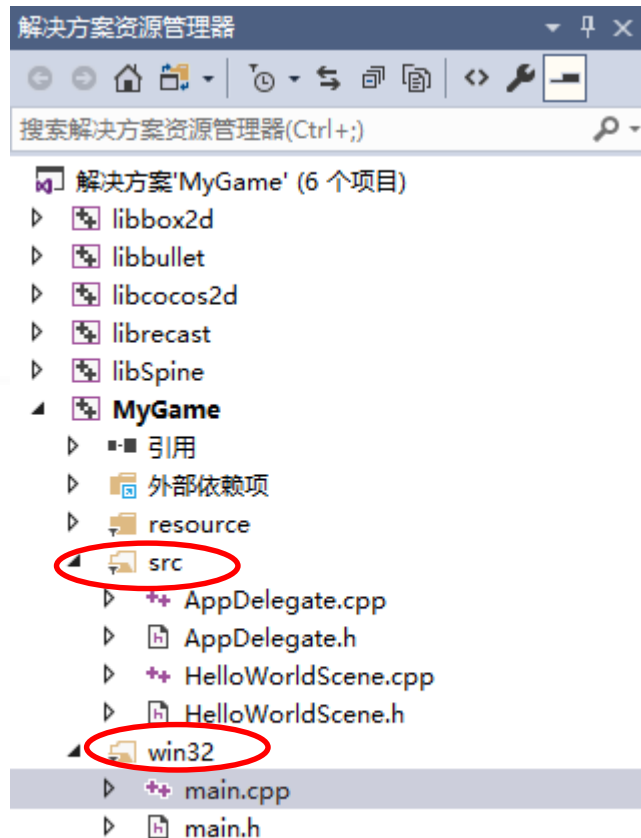 解决方案资源管理器
搜索解决方案资源管理器(Ctrl+;)
解决方案'MyGame' (6 个项目)
libbox2d
libbullet
libcocos2d
librecast
libSpine
MyGame
引用
外部依赖项
resource
src
AppDelegate.cpp
AppDelegate.h
HelloWorldScene.cpp
HelloWorldScene.h
win32
main.cpp
main.h